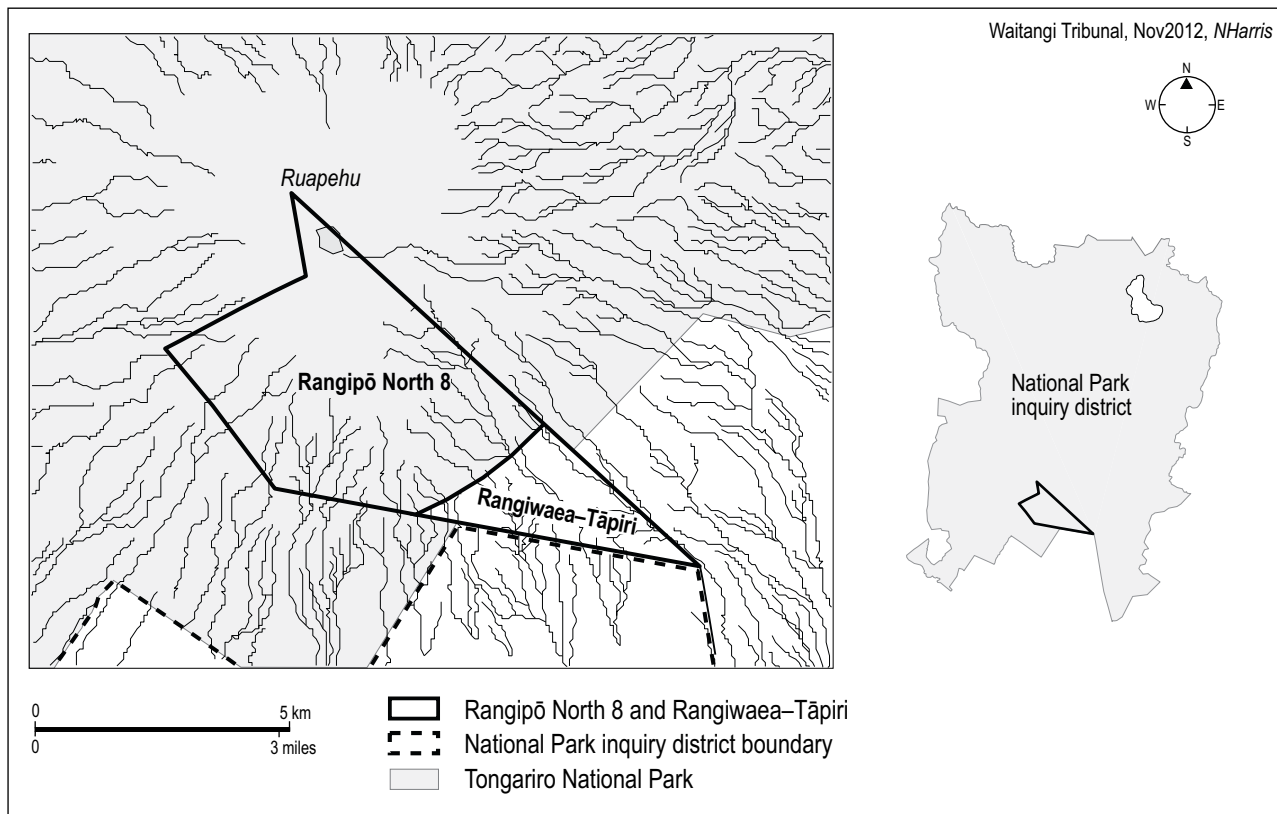 Waitangi Tribunal, Nov2012, NHarris
N
W E
S
Ruapehu
Rangipō North 8
Rangiwaea–Tāpiri
National Park
inquiry district
0 5 km
0 3 miles
Rangipō North 8 and Rangiwaea–Tāpiri
National Park inquiry district boundary
Tongariro National Park